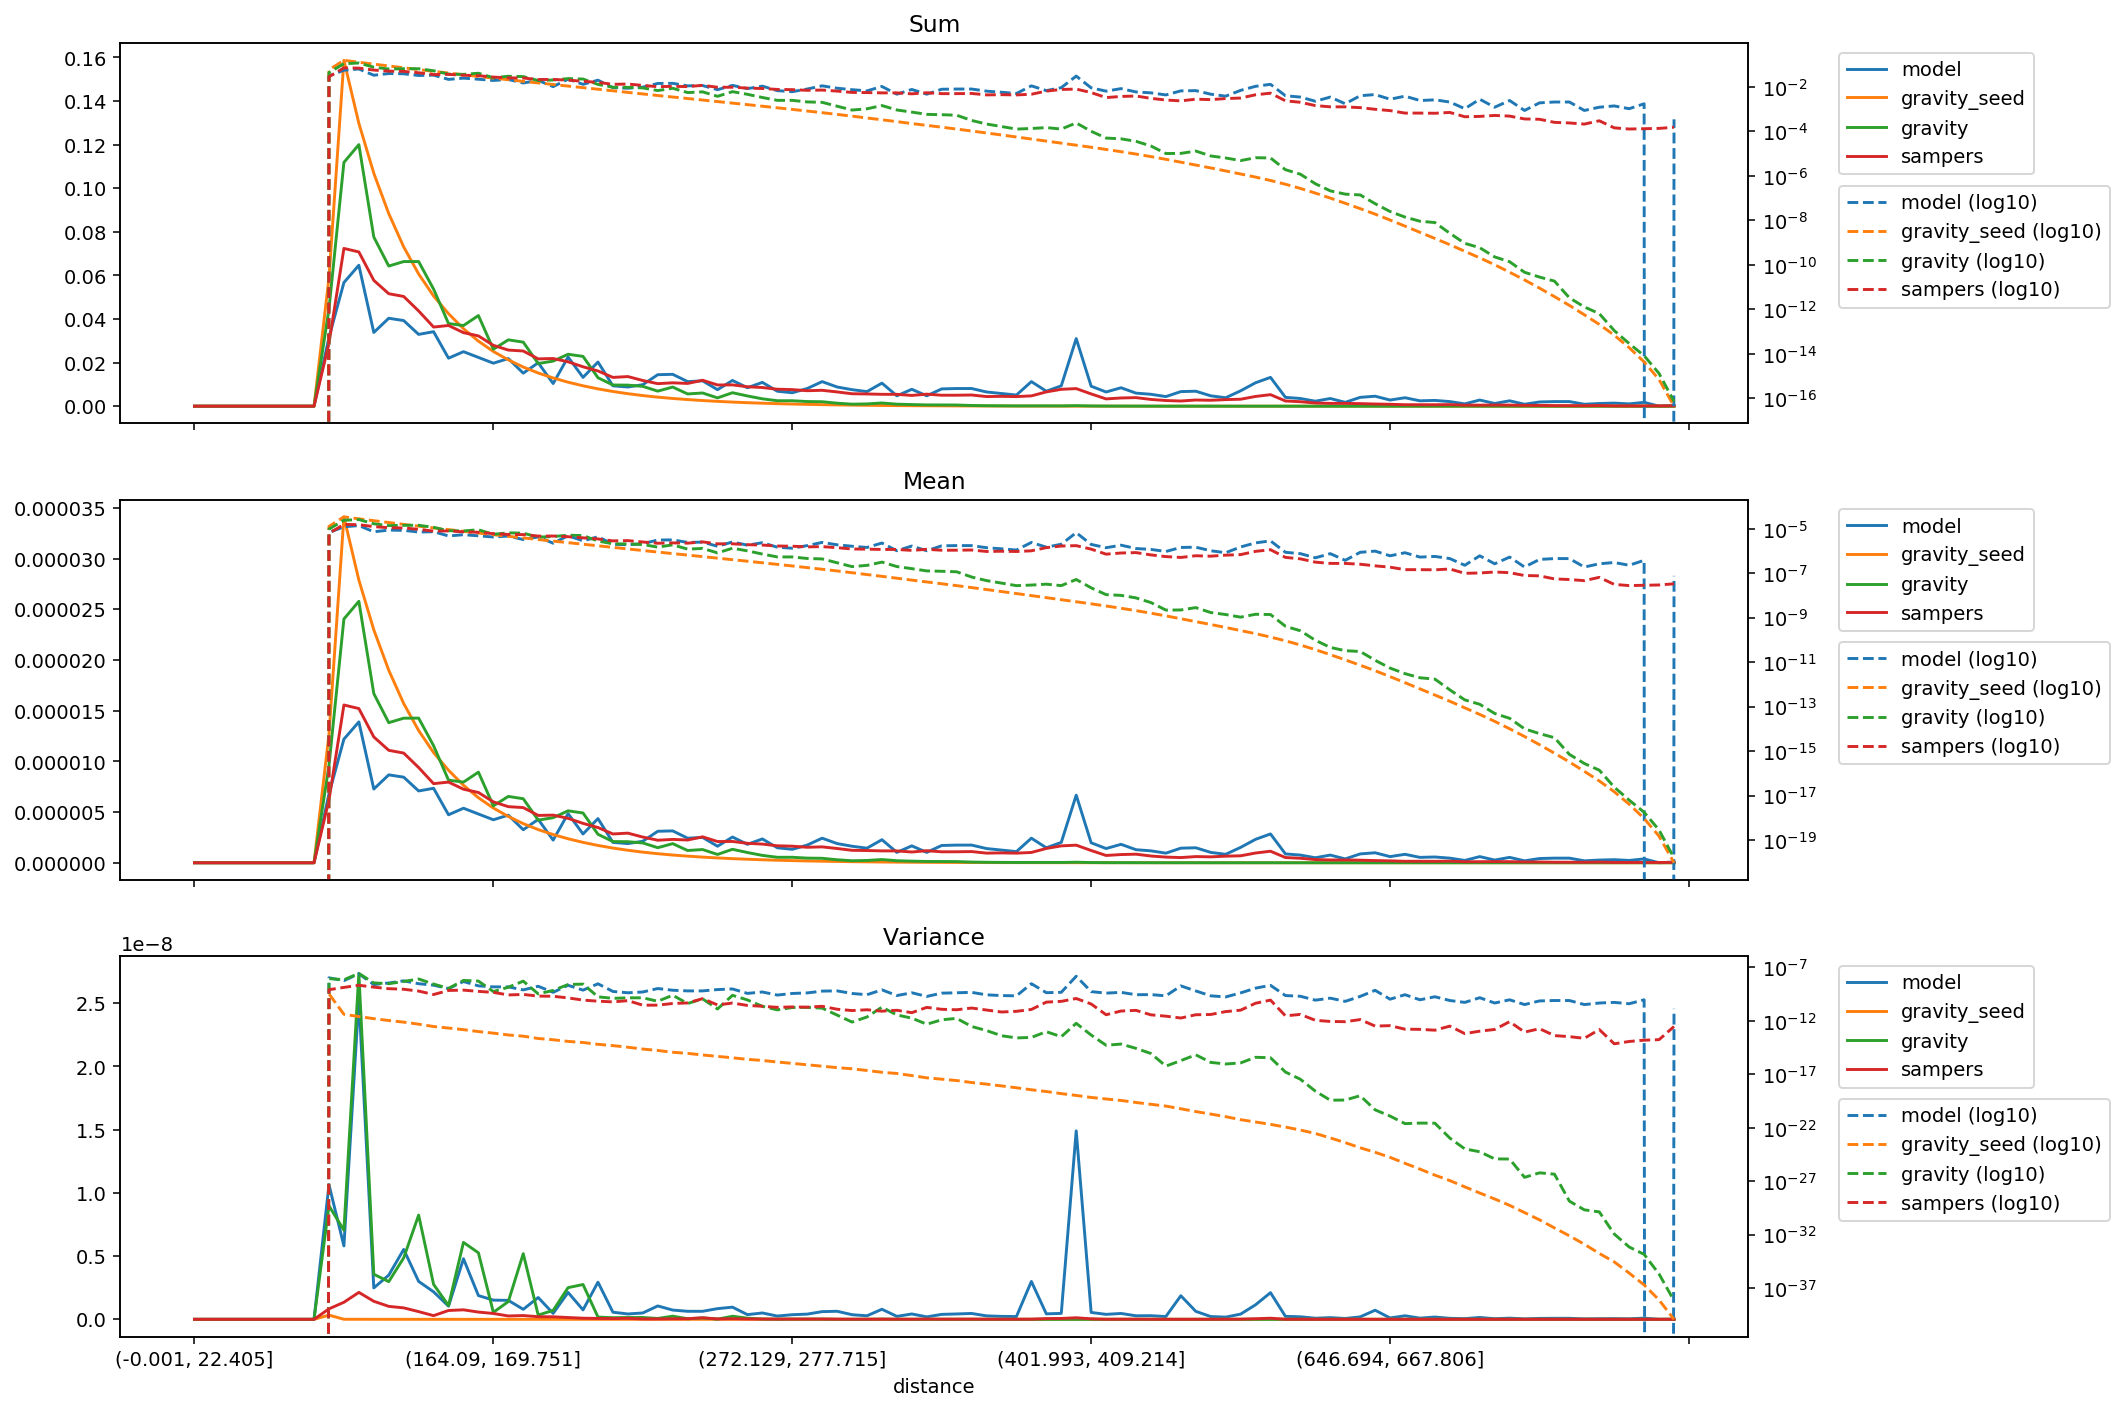 Sum
0.16
0.14
0.12
0.10
0.08
0.06
0.04
0.02
0.00
10⁻²
10⁻⁴
10⁻⁶
10⁻⁸
10⁻¹⁰
10⁻¹²
10⁻¹⁴
10⁻¹⁶
model
gravity_seed
gravity
sampers
model (log10)
gravity_seed (log10)
gravity (log10)
sampers (log10)
Mean
0.000035
0.000030
0.000025
0.000020
0.000015
0.000010
0.000005
0.000000
10⁻⁵
10⁻⁷
10⁻⁹
10⁻¹¹
10⁻¹³
10⁻¹⁵
10⁻¹⁷
10⁻¹⁹
model
gravity_seed
gravity
sampers
model (log10)
gravity_seed (log10)
gravity (log10)
sampers (log10)
Variance
1e−8
2.5
2.0
1.5
1.0
0.5
0.0
10⁻⁷
10⁻¹²
10⁻¹⁷
10⁻²²
10⁻²⁷
10⁻³²
10⁻³⁷
model
gravity_seed
gravity
sampers
model (log10)
gravity_seed (log10)
gravity (log10)
sampers (log10)
(-0.001, 22.405]
(164.09, 169.751]
(272.129, 277.715]
(401.993, 409.214]
(646.694, 667.806]
distance